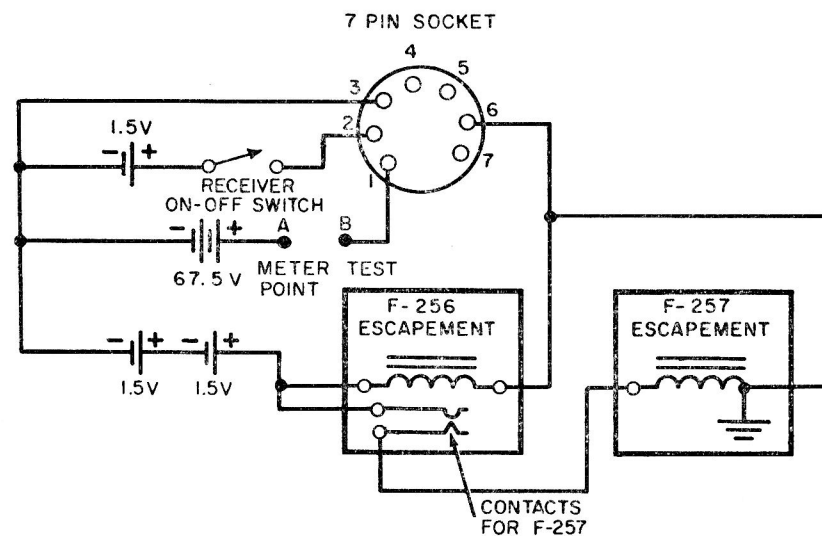 7 PIN SOCKET
4
5
3
6
2
7
1
1.5V
- +
RECEIVER
ON-OFF SWITCH
- +
A
B
67.5 V
METER TEST
POINT
F-256
ESCAPEMENT
F-257
ESCAPEMENT
- + - +
1.5V
1.5V
CONTACTS
FOR F-257